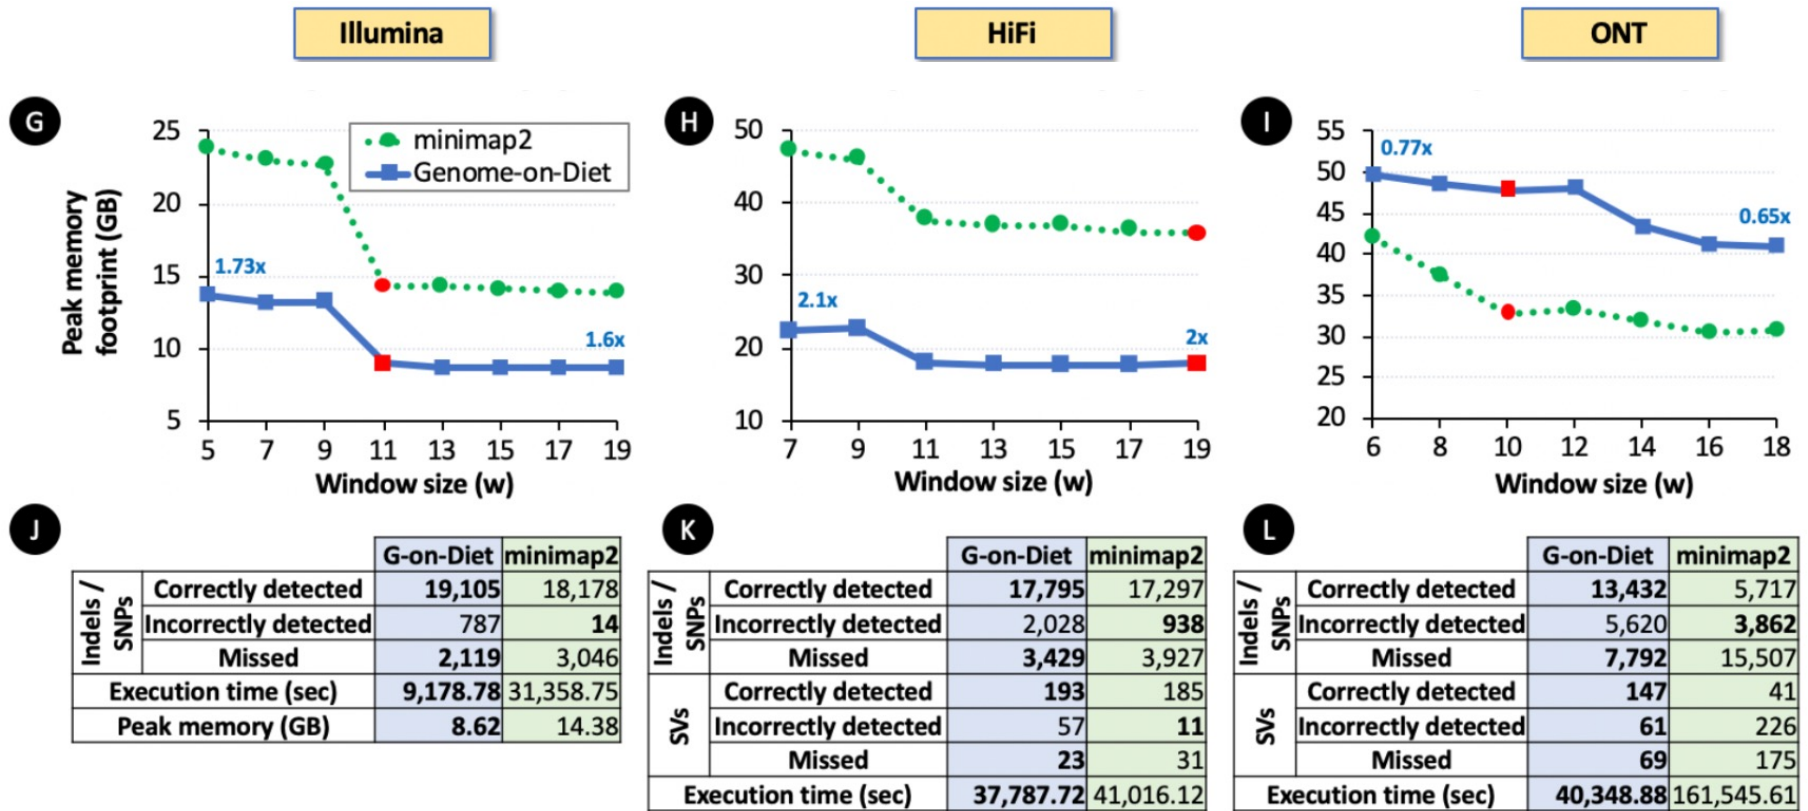 Illumina
HiFi
ONT
G
H
I
Peak memory
footprint (GB)
25
20
15
10
5
minimap2
Genome-on-Diet
1.73x
1.6x
5 7 9 11 13 15 17 19
Window size (w)
50
40
30
20
10
2.1x
2x
7 9 11 13 15 17 19
Window size (w)
55
50
45
40
35
30
25
20
0.77x
0.65x
6 8 10 12 14 16 18
Window size (w)
J
G-on-Diet minimap2
Indels /
SNPs
Correctly detected 19,105 18,178
Incorrectly detected 787 14
Missed 2,119 3,046
Execution time (sec) 9,178.78 31,358.75
Peak memory (GB) 8.62 14.38
K
G-on-Diet minimap2
Indels /
SNPs
Correctly detected 17,795 17,297
Incorrectly detected 2,028 938
Missed 3,429 3,927
SVs
Correctly detected 193 185
Incorrectly detected 57 11
Missed 23 31
Execution time (sec) 37,787.72 41,016.12
L
G-on-Diet minimap2
Indels /
SNPs
Correctly detected 13,432 5,717
Incorrectly detected 5,620 3,862
Missed 7,792 15,507
SVs
Correctly detected 147 41
Incorrectly detected 61 226
Missed 69 175
Execution time (sec) 40,348.88 161,545.61